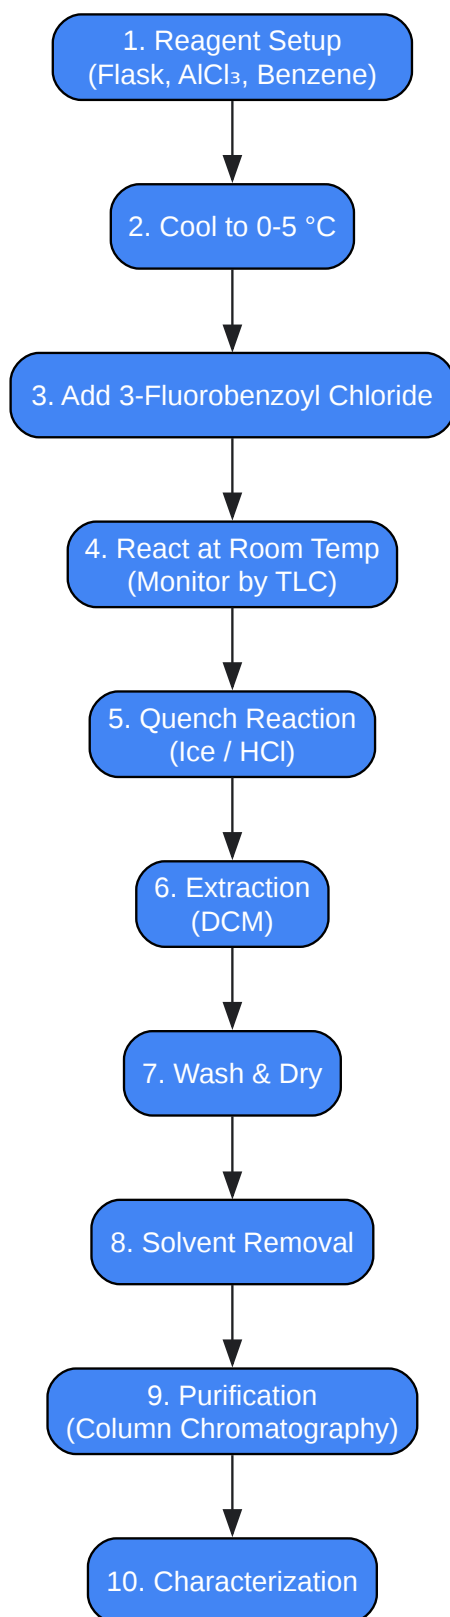 1. Reagent Setup
(Flask, AlCl₃, Benzene)
2. Cool to 0-5 °C
3. Add 3-Fluorobenzoyl Chloride
4. React at Room Temp
(Monitor by TLC)
5. Quench Reaction
(Ice / HCl)
6. Extraction
(DCM)
7. Wash & Dry
8. Solvent Removal
9. Purification
(Column Chromatography)
10. Characterization